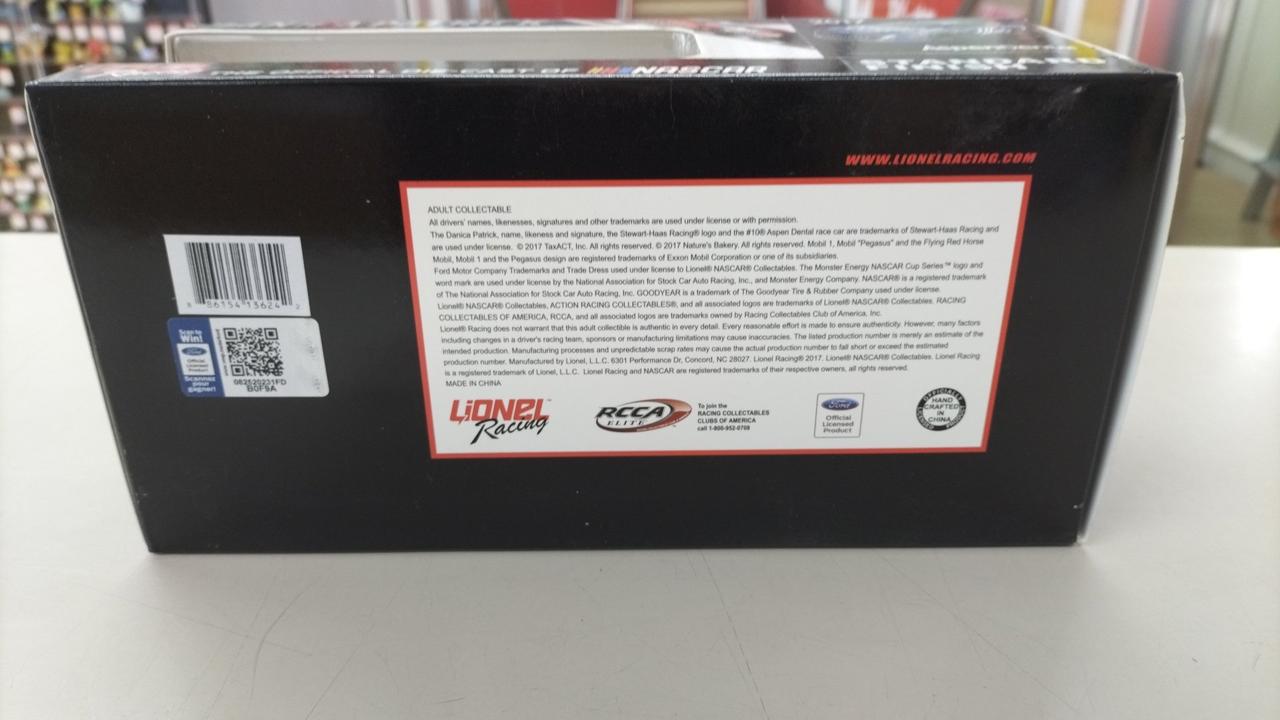 THE OFFICIAL DIE CAST OF NASCAR
STANDARD
WWW.LIONELRACING.COM
ADULT COLLECTABLE
All drivers' names, likenesses, signatures and other trademarks are used under license or with permission.
The Danica Patrick, name, likeness and signature, the Stewart-Haas Racing® logo and the #10® Aspen Dental race car are trademarks of Stewart-Haas Racing and
are used under license. © 2017 TaxACT, Inc. All rights reserved. © 2017 Nature's Bakery. All rights reserved. Mobil 1, Mobil "Pegasus" and the Flying Red Horse
Mobil, Mobil 1 and the Pegasus design are registered trademarks of Exxon Mobil Corporation or one of its subsidiaries.
Ford Motor Company Trademarks and Trade Dress used under license to Lionel® NASCAR® Collectables. The Monster Energy NASCAR Cup Series™ logo and
word mark are used under license by the National Association for Stock Car Auto Racing, Inc., and Monster Energy Company. NASCAR® is a registered trademark
of The National Association for Stock Car Auto Racing, Inc. GOODYEAR is a trademark of The Goodyear Tire & Rubber Company used under license.
Lionel® NASCAR® Collectables, ACTION RACING COLLECTABLES®, and all associated logos are trademarks of Lionel® NASCAR® Collectables. RACING
COLLECTABLES OF AMERICA, RCCA, and all associated logos are trademarks owned by Racing Collectables Club of America, Inc.
Lionel® Racing does not warrant that this adult collectible is authentic in every detail. Every reasonable effort is made to ensure authenticity. However, many factors
including changes in a driver's racing team, sponsors or manufacturing limitations may cause inaccuracies. The listed production number is merely an estimate of the
intended production. Manufacturing processes and unpredictable scrap rates may cause the actual production number to fall short or exceed the estimated
production number. Manufactured by Lionel, L.L.C. 6301 Performance Dr, Concord, NC 28027. Lionel Racing® 2017. Lionel® NASCAR® Collectables. Lionel Racing
is a registered trademark of Lionel, L.L.C. Lionel Racing and NASCAR are registered trademarks of their respective owners, all rights reserved.
MADE IN CHINA
8 86154 13624 2
Scan to
Win!
Ford
Official
Licensed
Product
Scannez
pour
gagner!
082520231FD
B0F9A
LIONEL™
Racing
RCCA
ELITE
To join the
RACING COLLECTABLES
CLUBS OF AMERICA
call 1-800-952-0708
Ford
Official
Licensed
Product
OFFICIALLY
HAND
CRAFTED
IN
CHINA